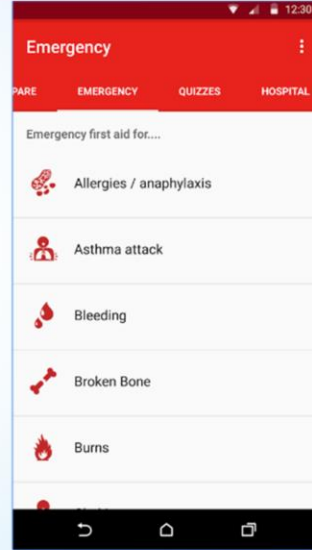 12:30
Emergency
PARE EMERGENCY QUIZZES HOSPITAL
Emergency first aid for....
Allergies / anaphylaxis
Asthma attack
Bleeding
Broken Bone
Burns